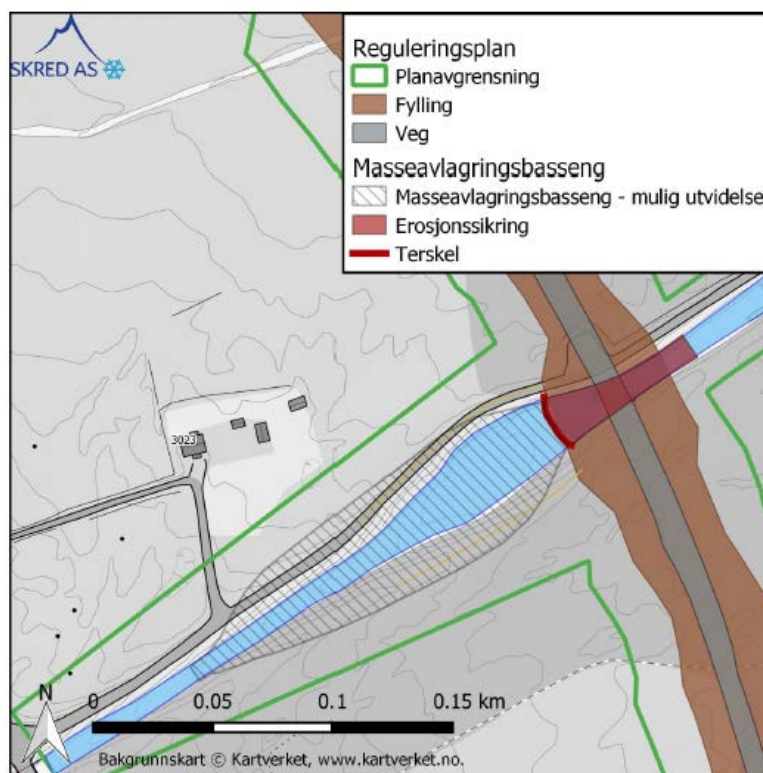 SKRED AS
Reguleringsplan
Planavgrensning
Fylling
Veg
Masseavlagringsbasseng
Masseavlagringsbasseng - mulig utvidelse
Erosjonssikring
Terskel
3023
N
0 0.05 0.1 0.15 km
Bakgrunnskart © Kartverket, www.kartverket.no.